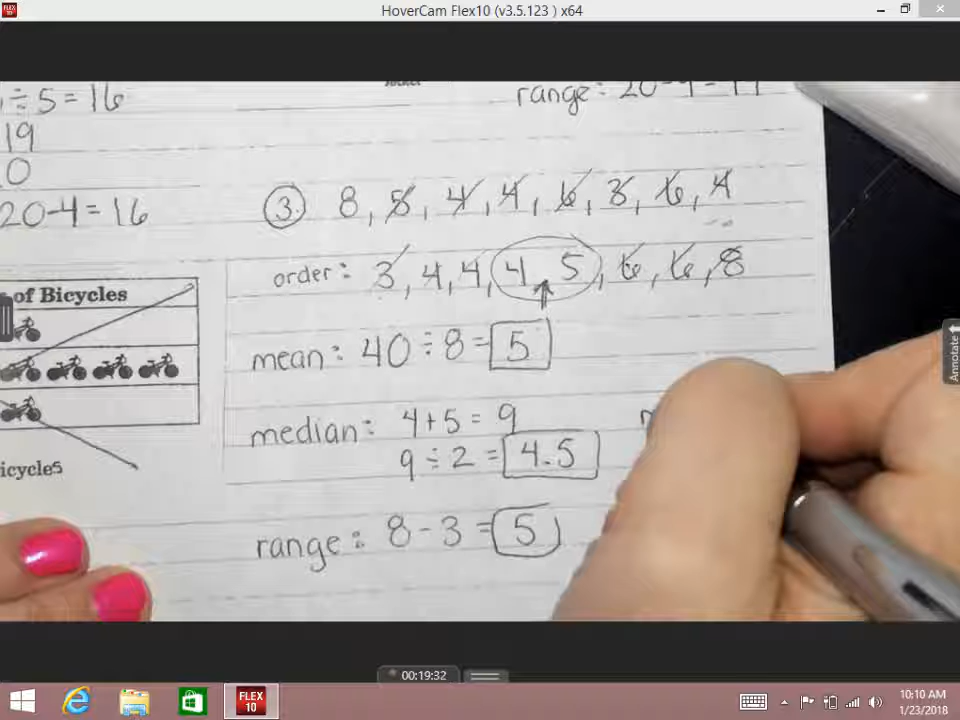 HoverCam Flex10 (v3.5.123 ) x64
÷ 5 = 16
19
0
20 - 4 = 16
range:
③ 8, 5, 4, 4, 6, 3, 6, 4
order: 3, 4, 4, 4, 5, 6, 6, 8
of Bicycles
mean: 40 ÷ 8 = 5
median: 4 + 5 = 9
9 ÷ 2 = 4.5
icycles
range: 8 - 3 = 5
Annotate
00:19:32
FLEX
10
10:10 AM
1/23/2018